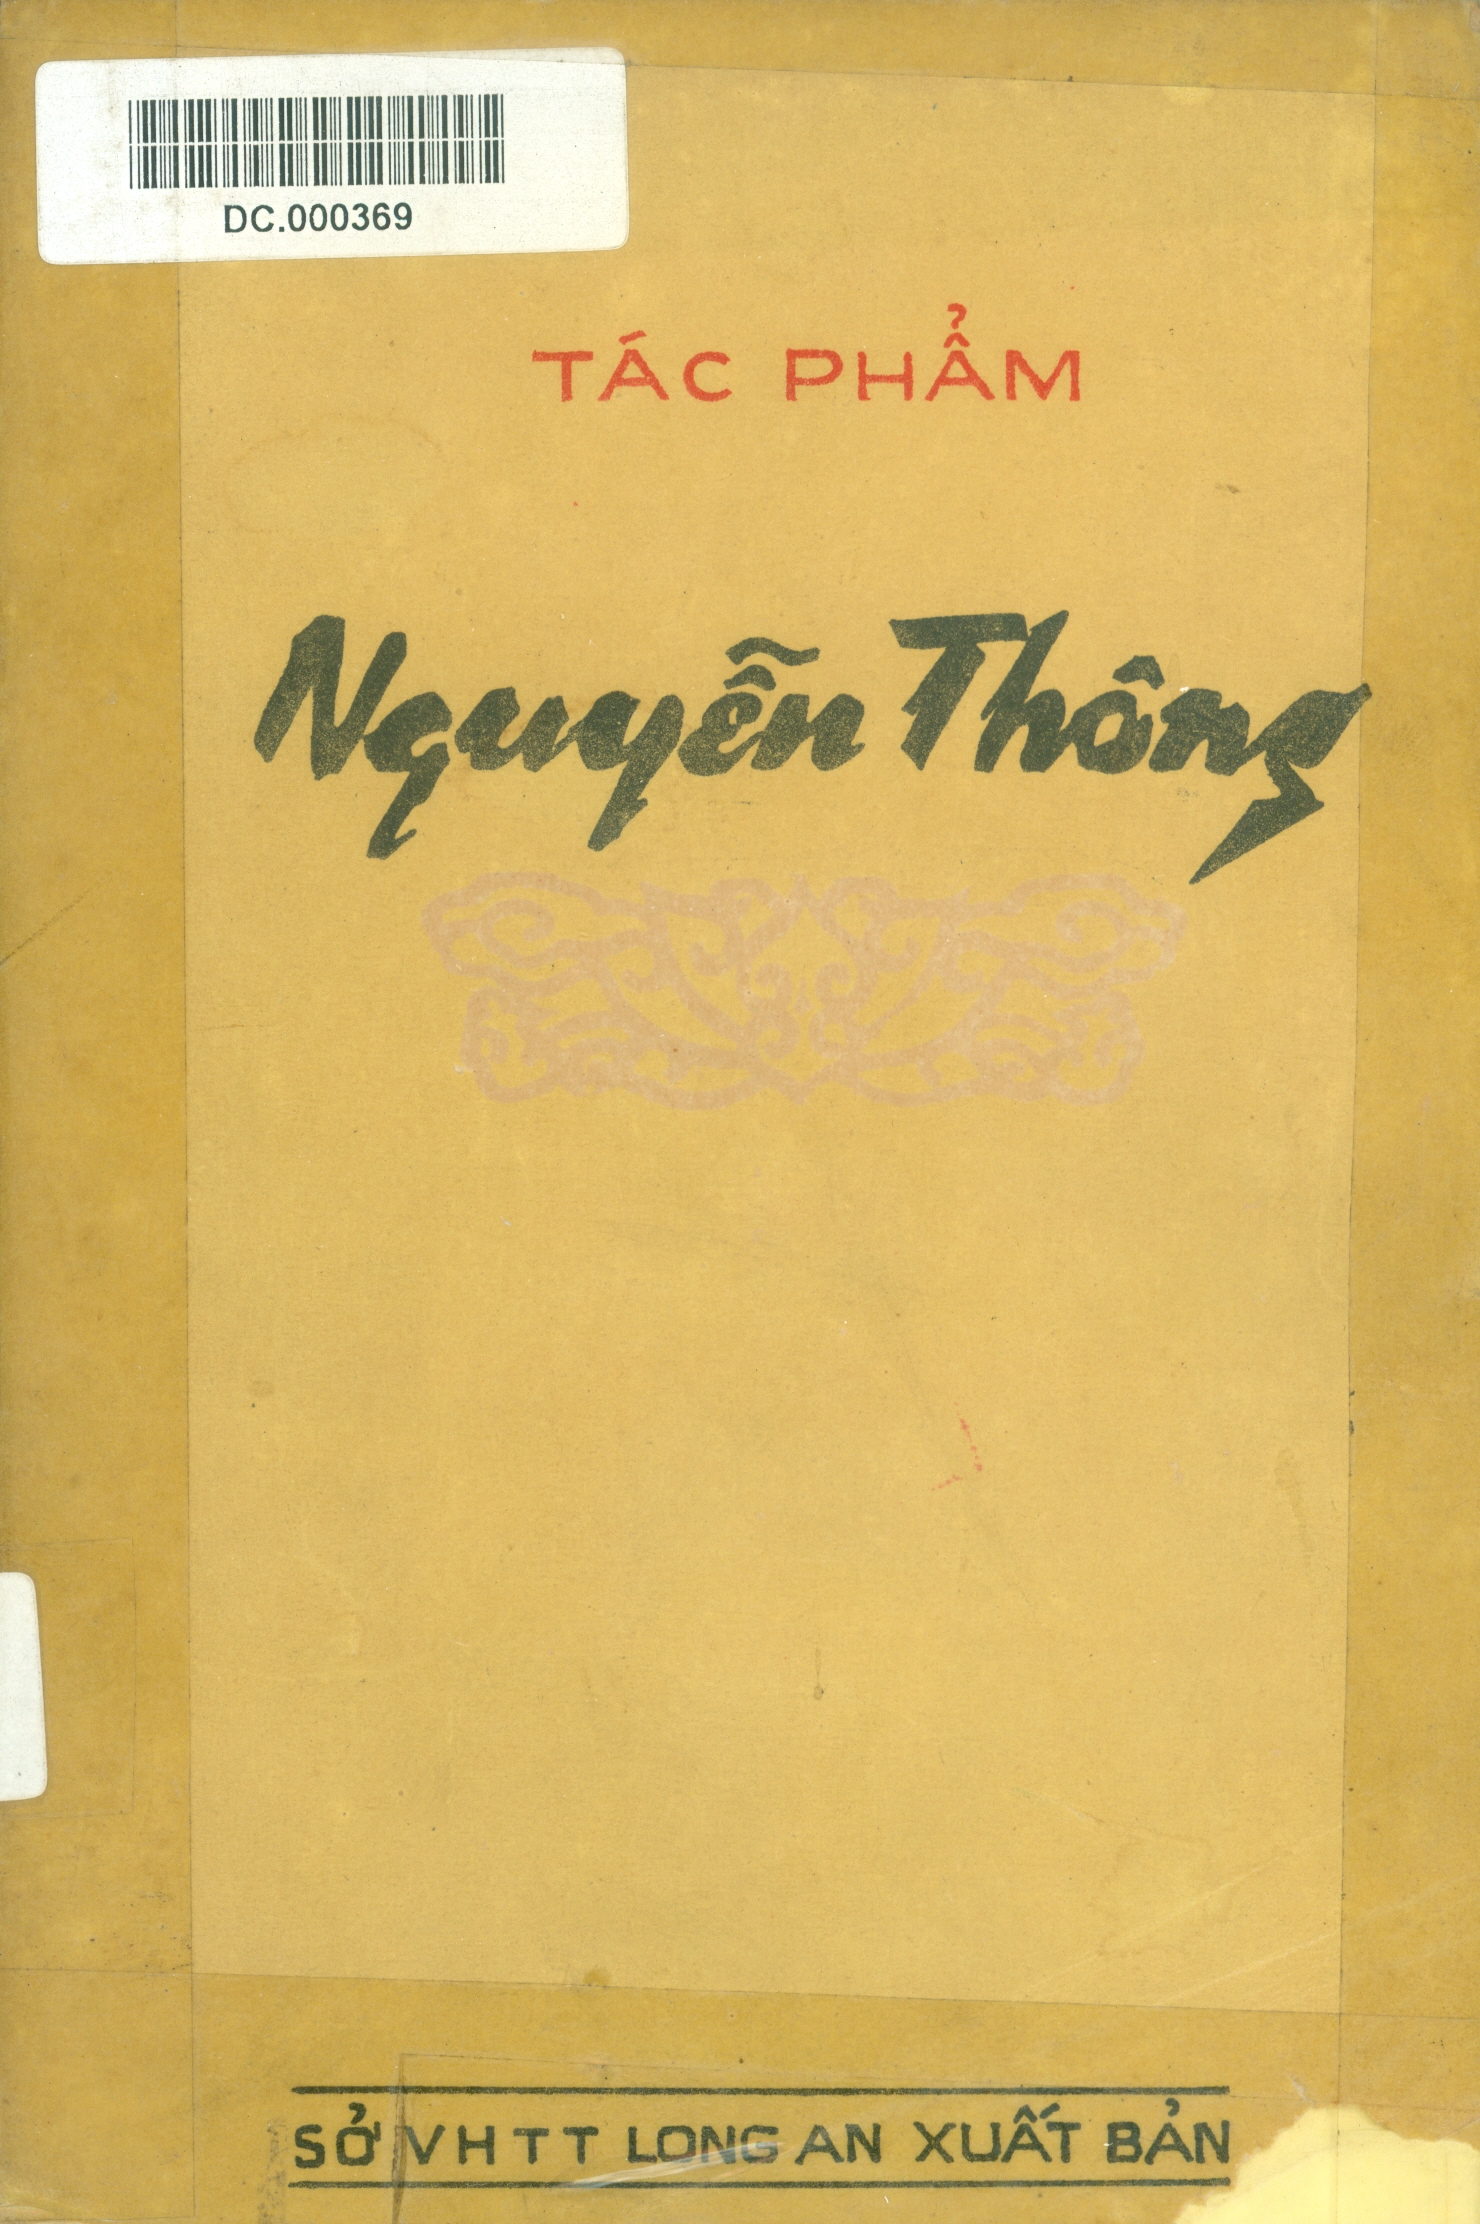 DC.000369
TÁC PHẨM
Nguyễn Thông
SỞ VHTT LONG AN XUẤT BẢN